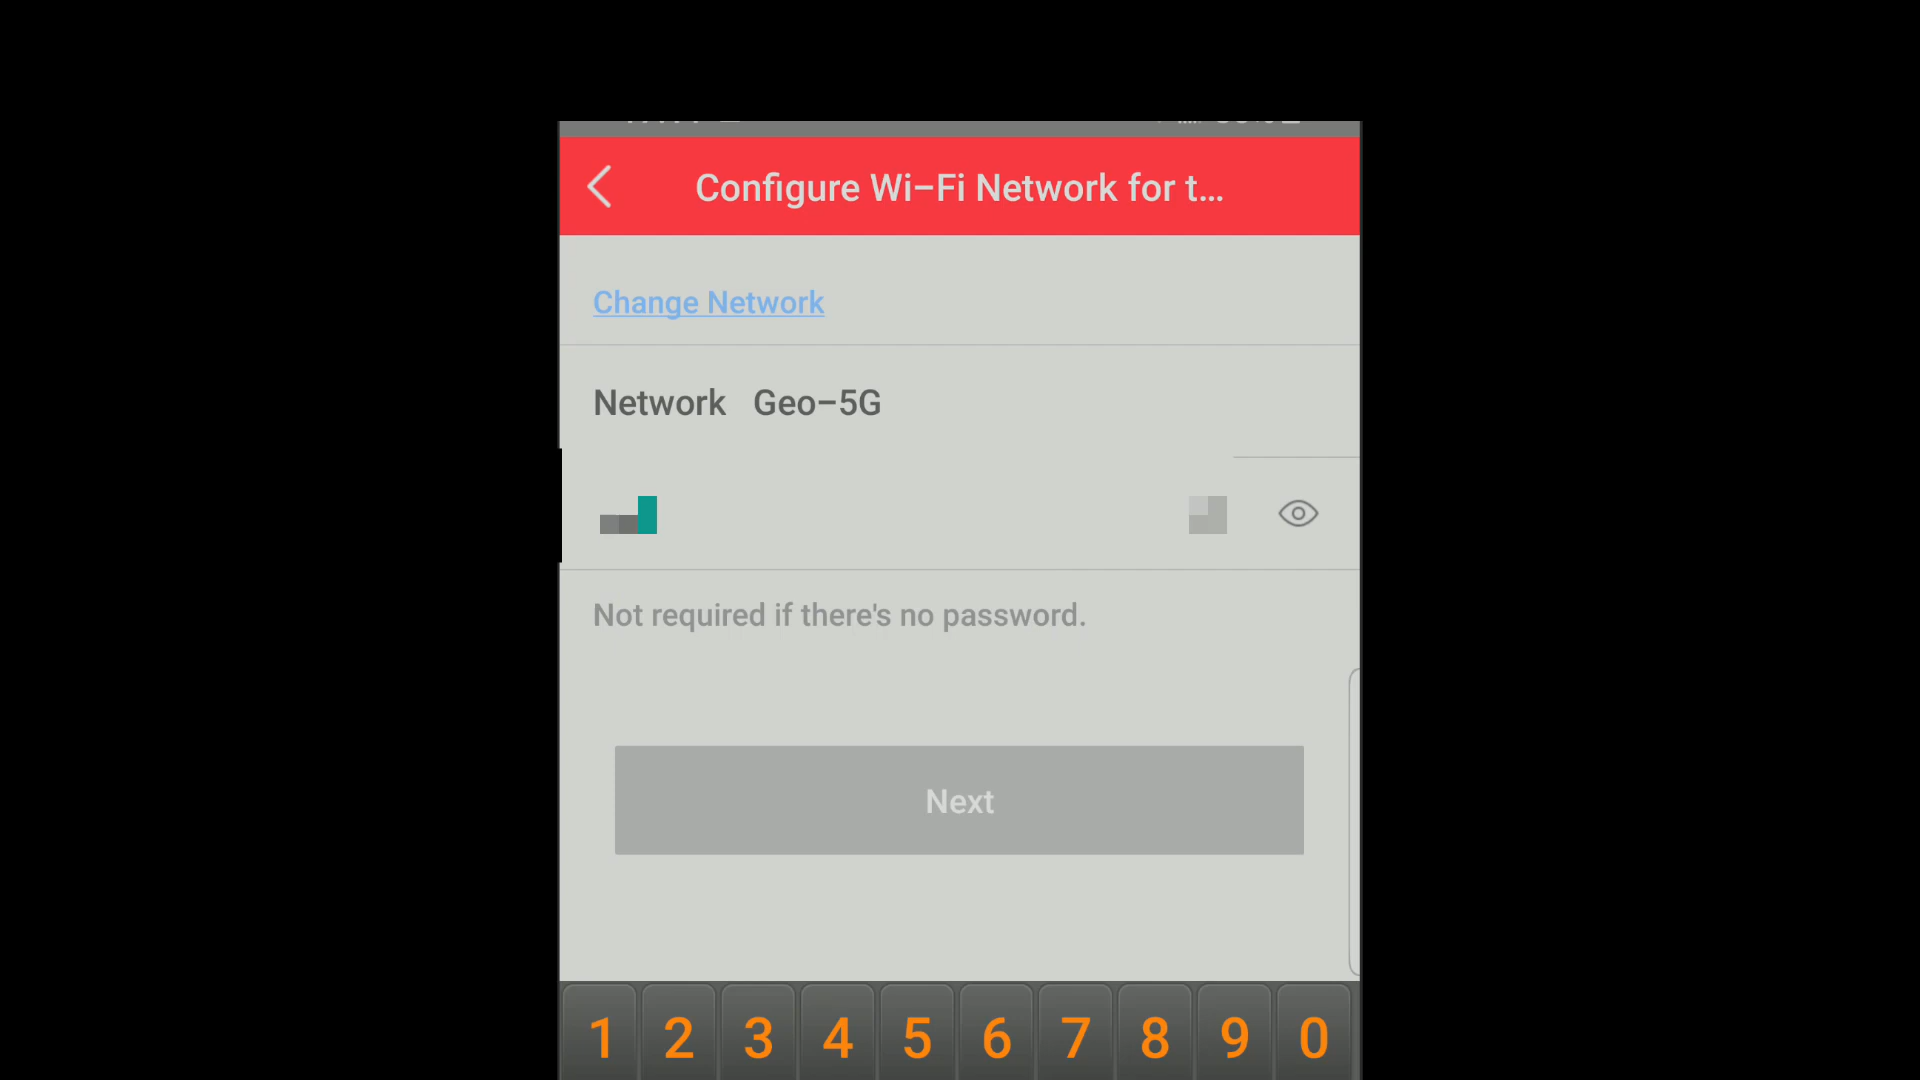 Configure Wi-Fi Network for t...
Change Network
Network Geo-5G
Not required if there's no password.
Next
1 2 3 4 5 6 7 8 9 0